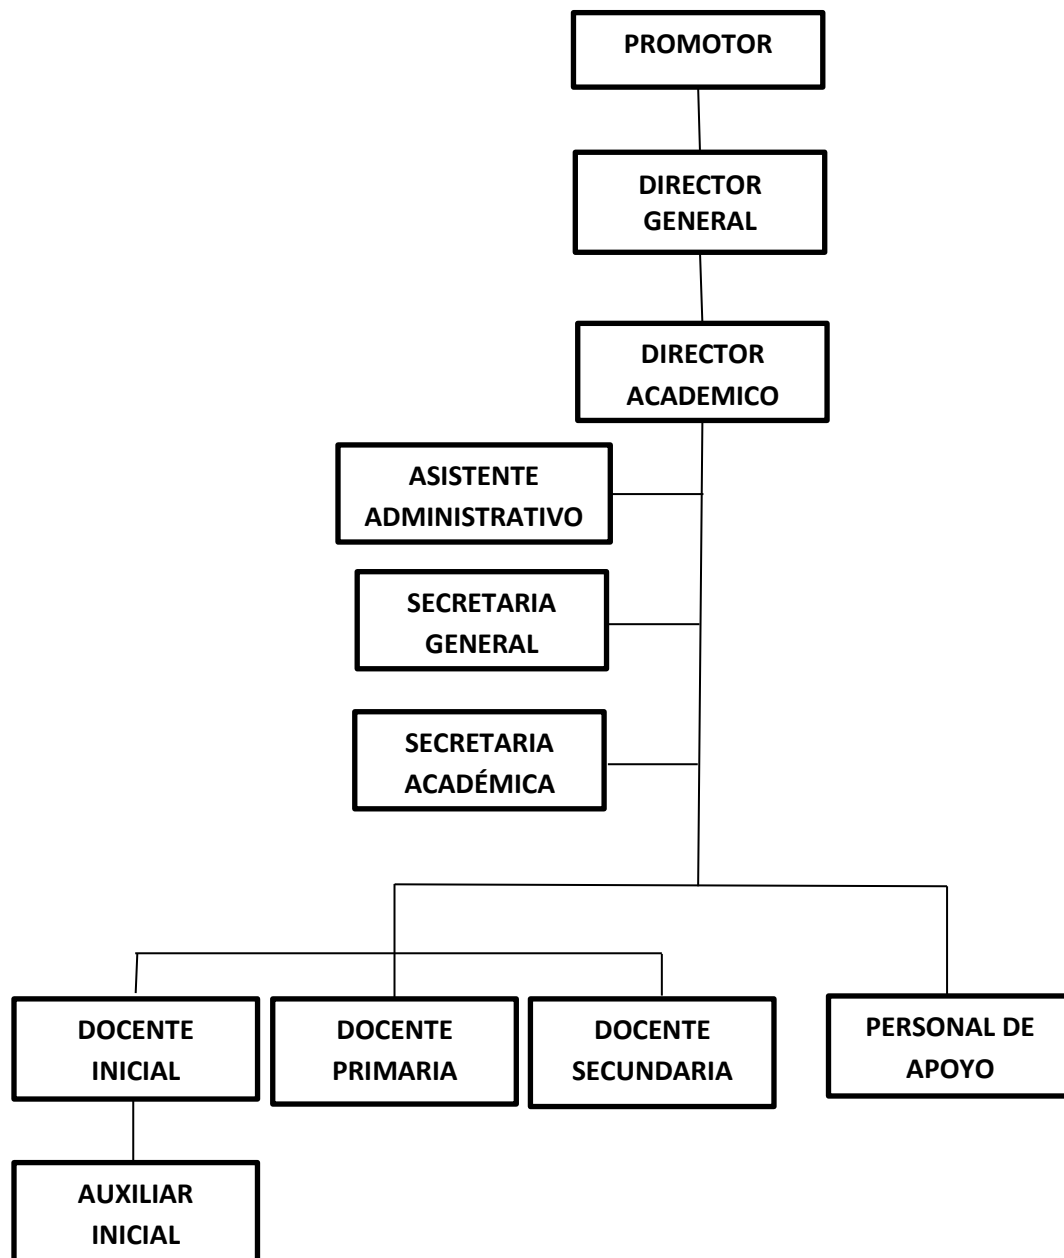 PROMOTOR
DIRECTOR
GENERAL
DIRECTOR
ACADEMICO
ASISTENTE
ADMINISTRATIVO
SECRETARIA
GENERAL
SECRETARIA
ACADÉMICA
DOCENTE
INICIAL
DOCENTE
PRIMARIA
DOCENTE
SECUNDARIA
PERSONAL DE
APOYO
AUXILIAR
INICIAL